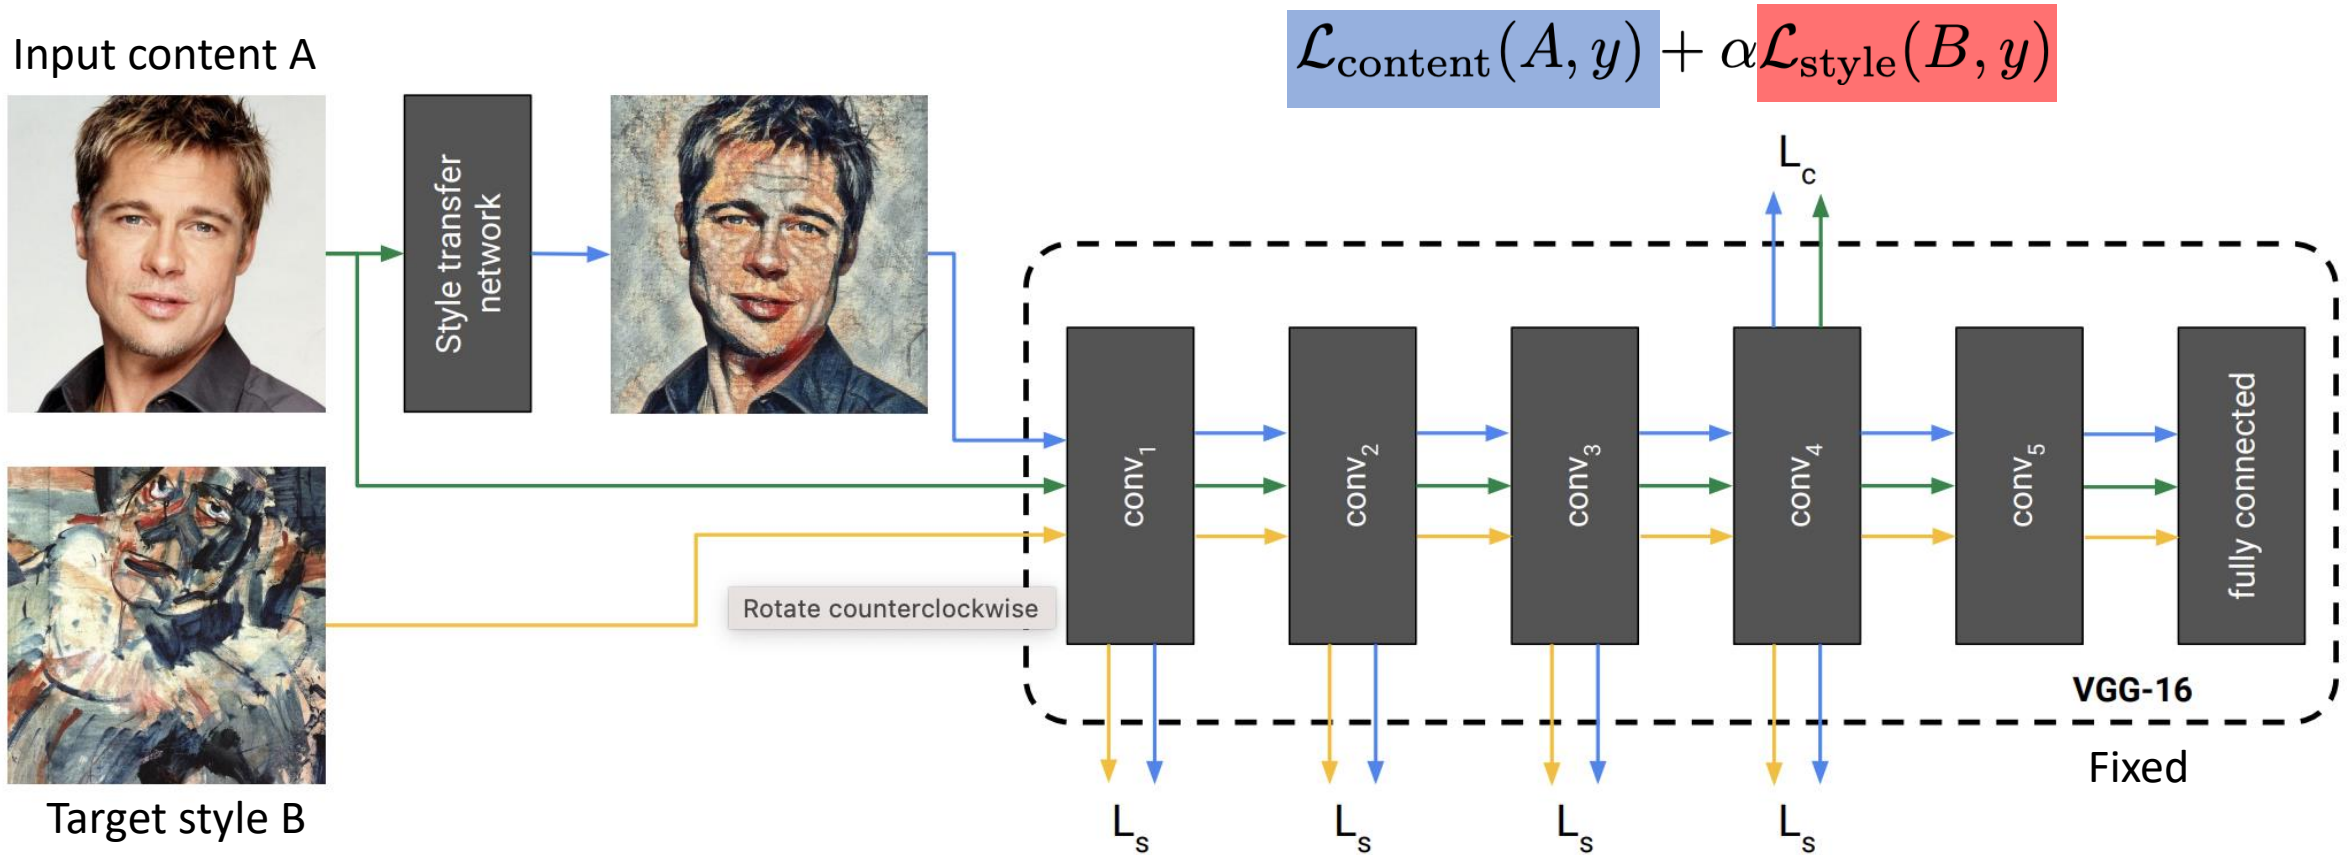 Input content A
ℒcontent(A, y) + αℒstyle(B, y)
Lc
Style transfer
network
conv1
conv2
conv3
conv4
conv5
fully connected
Rotate counterclockwise
VGG-16
Fixed
Target style B
Ls
Ls
Ls
Ls